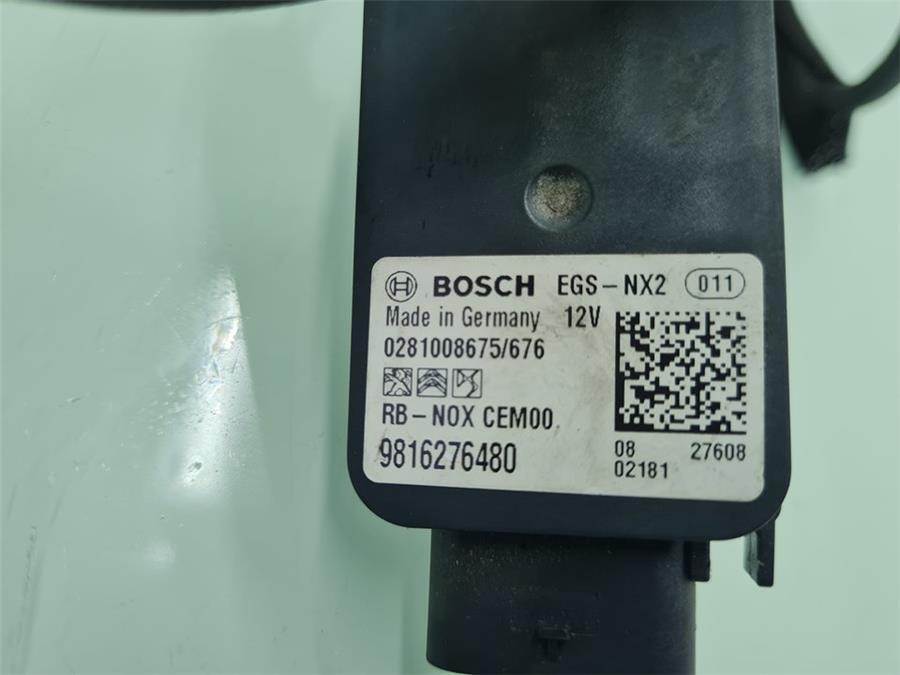 BOSCH EGS-NX2 011
Made in Germany 12V
0281008675/676
RB-NOX CEM00
9816276480
08 27608
02181